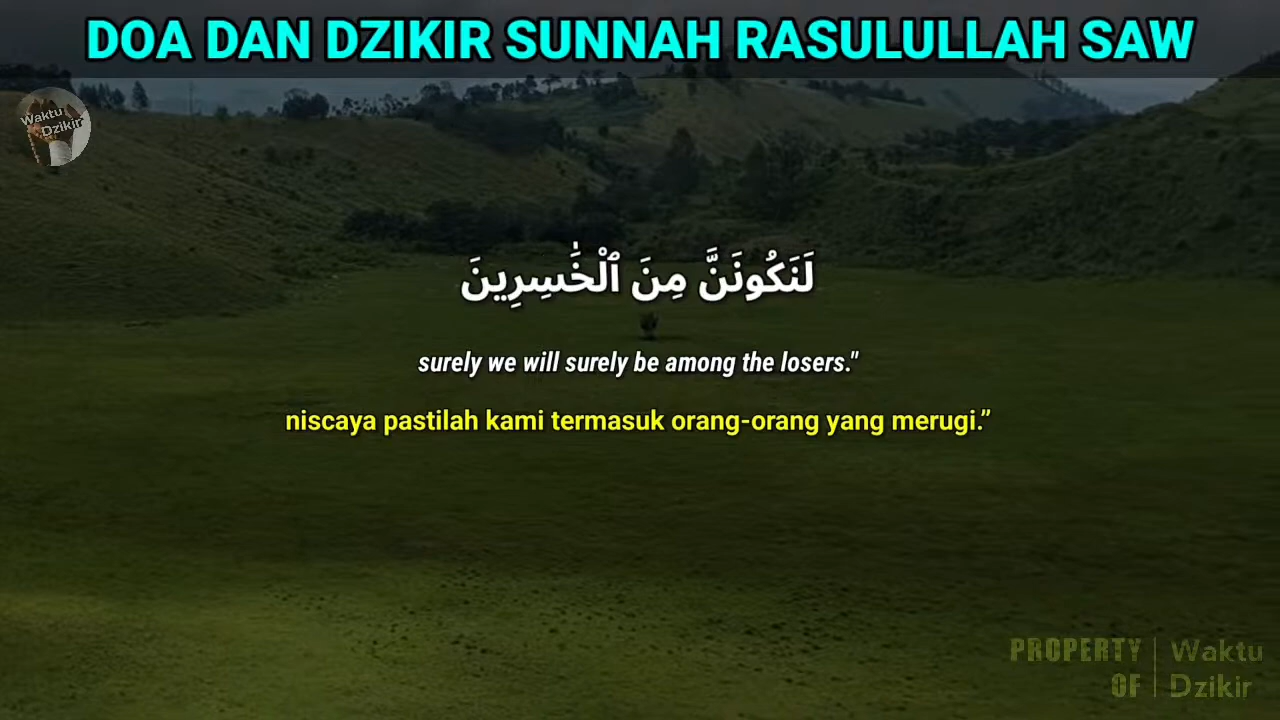 DOA DAN DZIKIR SUNNAH RASULULLAH SAW
Waktu
Dzikir
لَنَكُونَنَّ مِنَ ٱلْخَٰسِرِينَ
surely we will surely be among the losers."
niscaya pastilah kami termasuk orang-orang yang merugi.”
PROPERTY OF | Waktu Dzikir